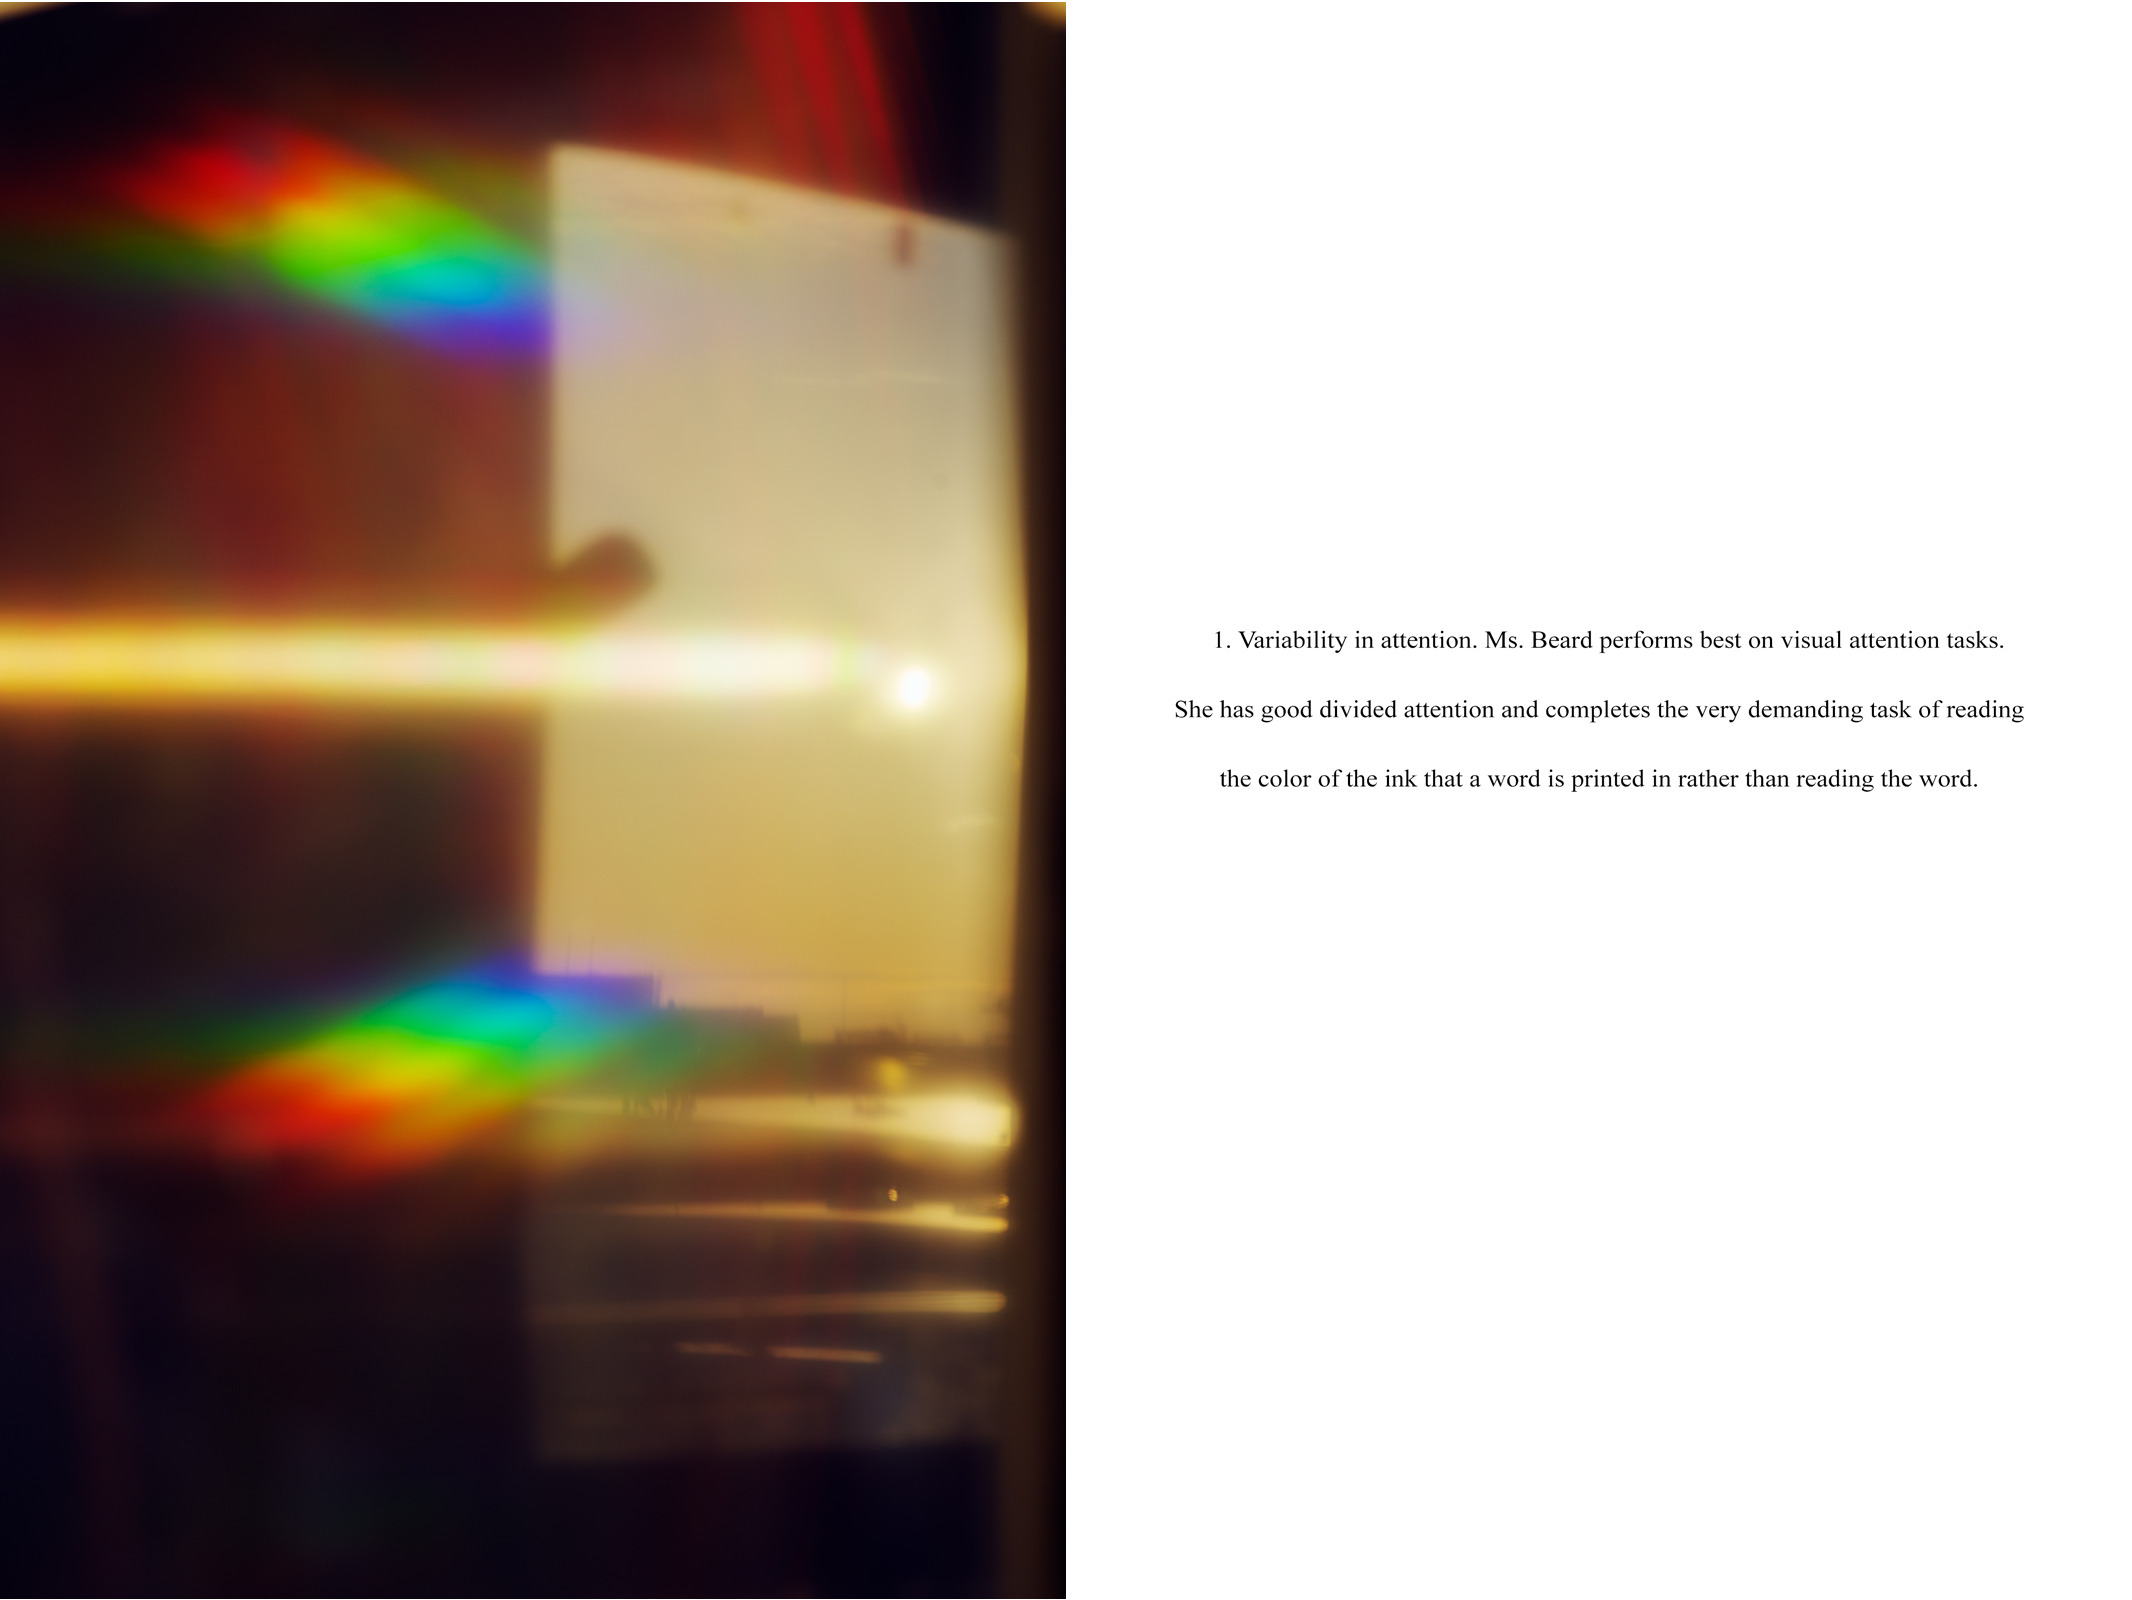 1. Variability in attention. Ms. Beard performs best on visual attention tasks.
She has good divided attention and completes the very demanding task of reading
the color of the ink that a word is printed in rather than reading the word.